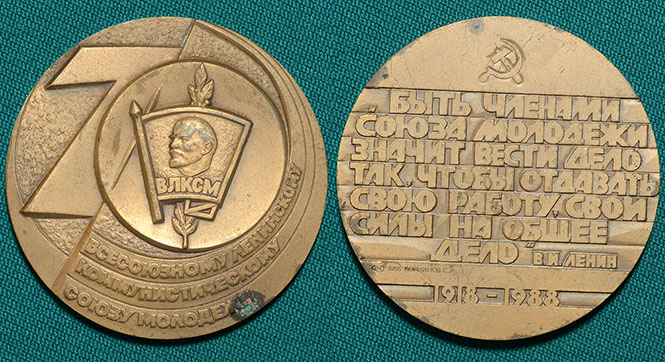 70
ВЛКСМ
ВСЕСОЮЗНОМУ ЛЕНИНСКОМУ
КОММУНИСТИЧЕСКОМУ
СОЮЗУ МОЛОДЕЖИ
„БЫТЬ ЧЛЕНАМИ
СОЮЗА МОЛОДЕЖИ
ЗНАЧИТ ВЕСТИ ДЕЛО
ТАК, ЧТОБЫ ОТДАВАТЬ
СВОЮ РАБОТУ, СВОИ
СИЛЫ НА ОБЩЕЕ
ДЕЛО" В.И.ЛЕНИН
1918-1988